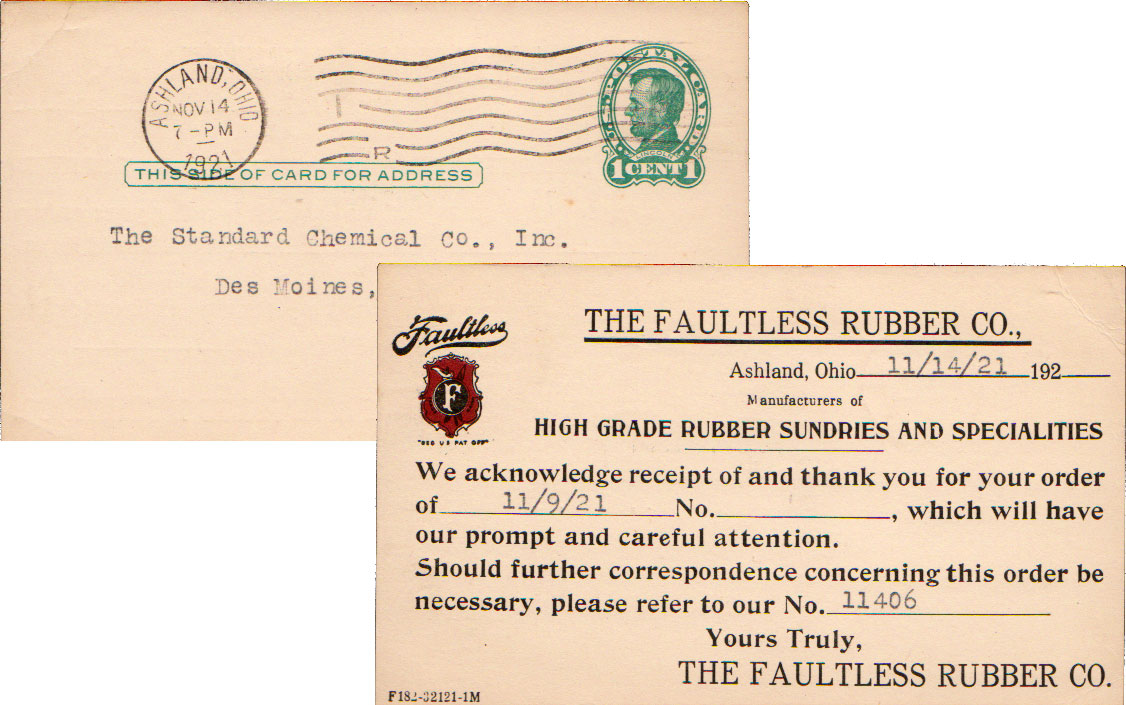 ASHLAND, OHIO
NOV 14
7-PM
1921
R
U.S. POSTAL CARD
LINCOLN
1 CENT 1
THIS SIDE OF CARD FOR ADDRESS
The Standard Chemical Co., Inc.
Des Moines,
Faultless
F
"REG U S PAT OFF"
THE FAULTLESS RUBBER CO.,
Ashland, Ohio 11/14/21 192
Manufacturers of
HIGH GRADE RUBBER SUNDRIES AND SPECIALITIES
We acknowledge receipt of and thank you for your order
of 11/9/21 No. , which will have
our prompt and careful attention.
Should further correspondence concerning this order be
necessary, please refer to our No. 11406
Yours Truly,
THE FAULTLESS RUBBER CO.